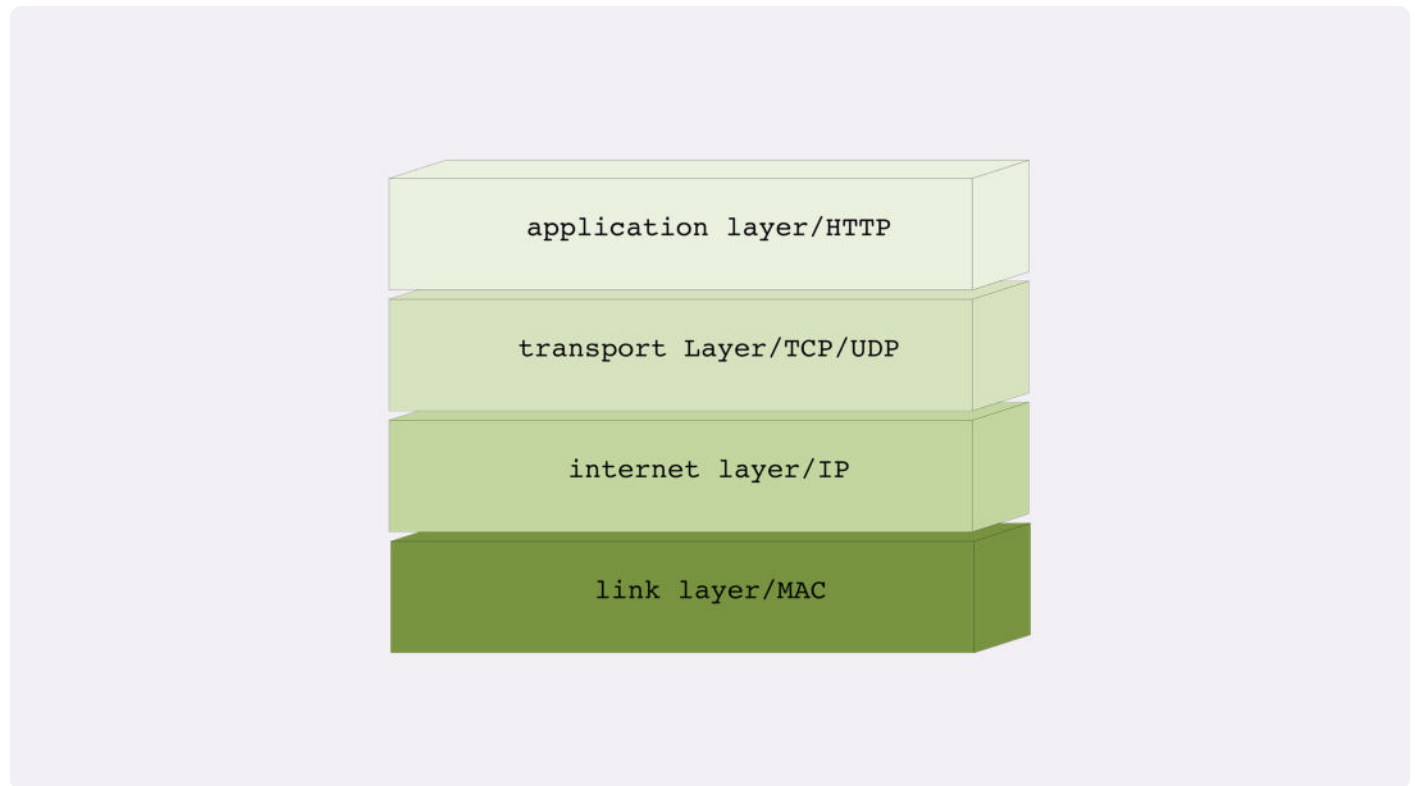 application layer/HTTP
transport Layer/TCP/UDP
internet layer/IP
link layer/MAC